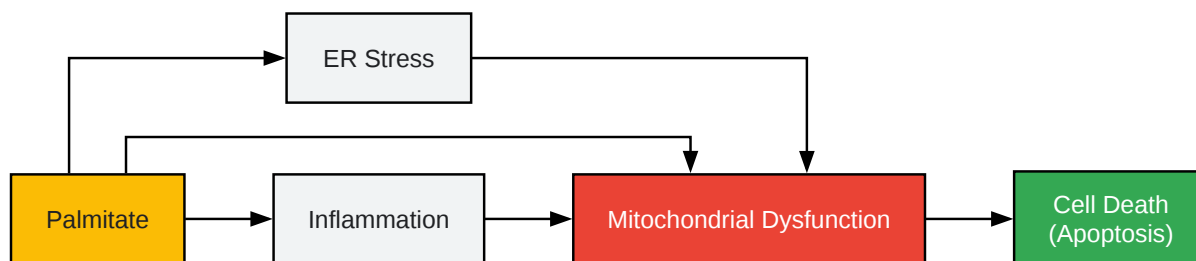 ER Stress
Palmitate
Inflammation
Mitochondrial Dysfunction
Cell Death
(Apoptosis)